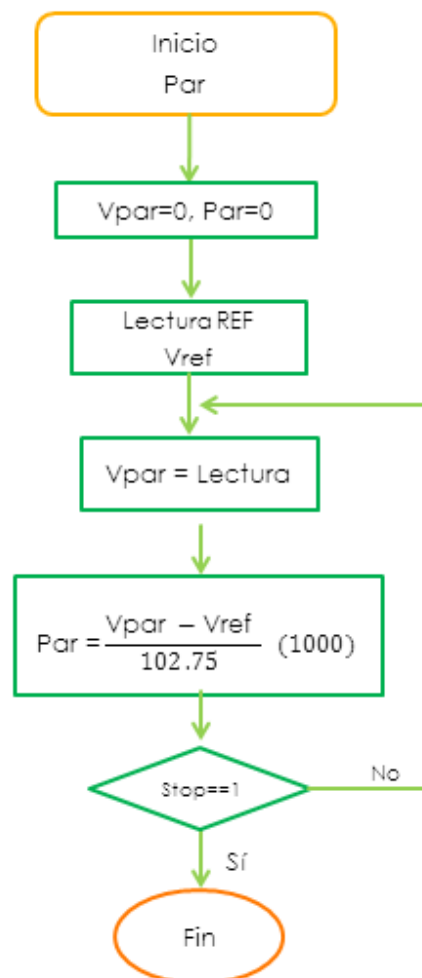 Inicio
Par
Vpar=0, Par=0
Lectura REF
Vref
Vpar = Lectura
Par = Vpar − Vref / 102.75 (1000)
Stop==1
No
Sí
Fin